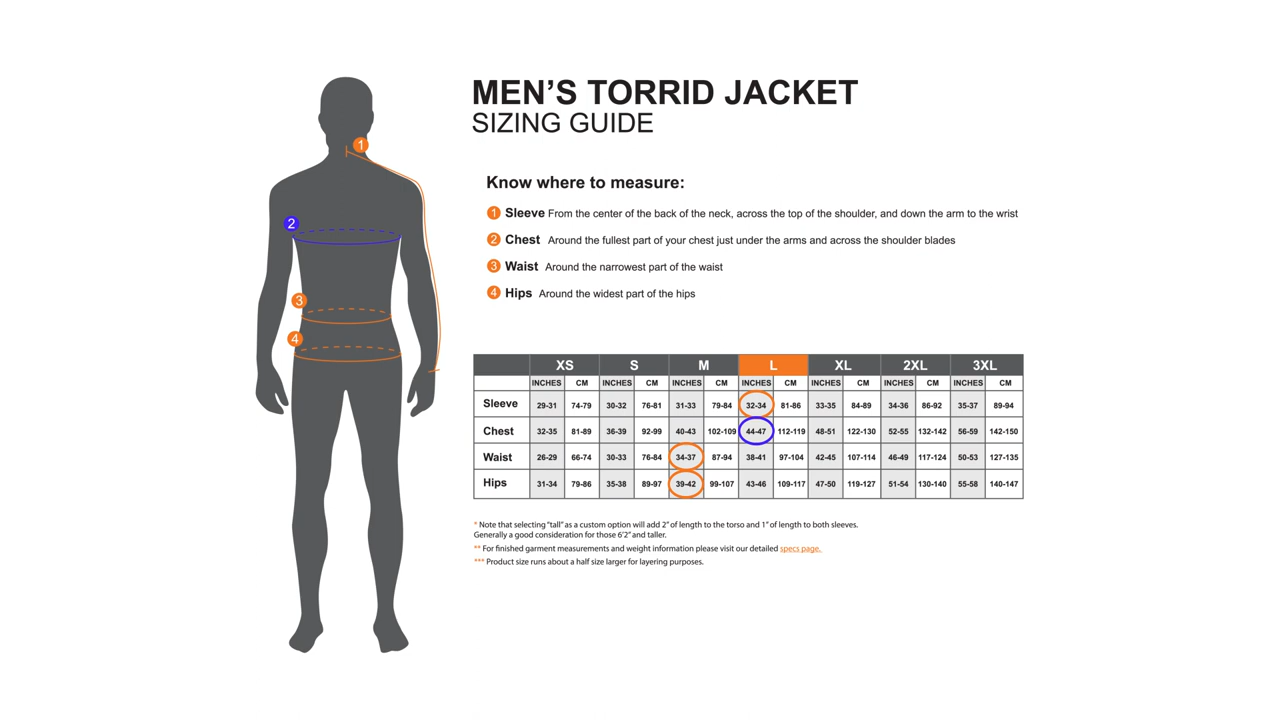 MEN’S TORRID JACKET
SIZING GUIDE
Know where to measure:
1 Sleeve From the center of the back of the neck, across the top of the shoulder, and down the arm to the wrist
2 Chest Around the fullest part of your chest just under the arms and across the shoulder blades
3 Waist Around the narrowest part of the waist
4 Hips Around the widest part of the hips
1
2
3
4
XS S M L XL 2XL 3XL
INCHES CM INCHES CM INCHES CM INCHES CM INCHES CM INCHES CM INCHES CM
Sleeve 29-31 74-79 30-32 76-81 31-33 79-84 32-34 81-86 33-35 84-89 34-36 86-92 35-37 89-94
Chest 32-35 81-89 36-39 92-99 40-43 102-109 44-47 112-119 48-51 122-130 52-55 132-142 56-59 142-150
Waist 26-29 66-74 30-33 76-84 34-37 87-94 38-41 97-104 42-45 107-114 46-49 117-124 50-53 127-135
Hips 31-34 79-86 35-38 89-97 39-42 99-107 43-46 109-117 47-50 119-127 51-54 130-140 55-58 140-147
* Note that selecting “tall” as a custom option will add 2” of length to the torso and 1” of length to both sleeves.
Generally a good consideration for those 6’2” and taller.
** For finished garment measurements and weight information please visit our detailed specs page.
*** Product size runs about a half size larger for layering purposes.